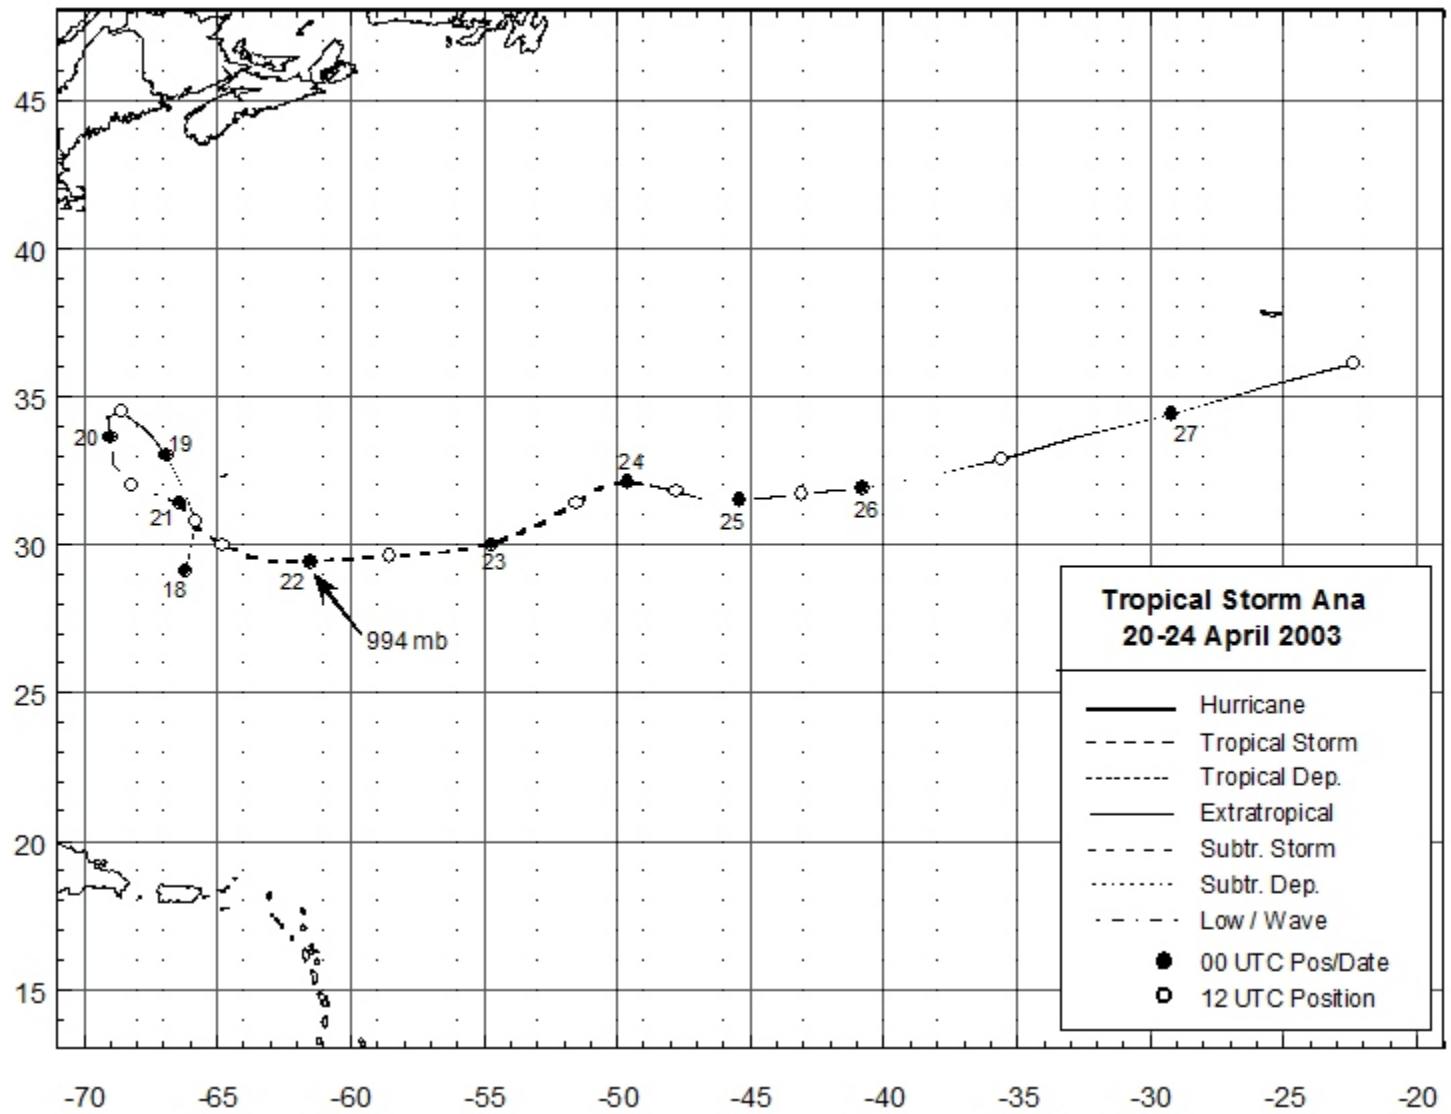 45
40
35
30
25
20
15
20
19
21
18
22
994 mb
23
24
25
26
27
Tropical Storm Ana
20-24 April 2003
Hurricane
Tropical Storm
Tropical Dep.
Extratropical
Subtr. Storm
Subtr. Dep.
Low / Wave
00 UTC Pos/Date
12 UTC Position
-70 -65 -60 -55 -50 -45 -40 -35 -30 -25 -20